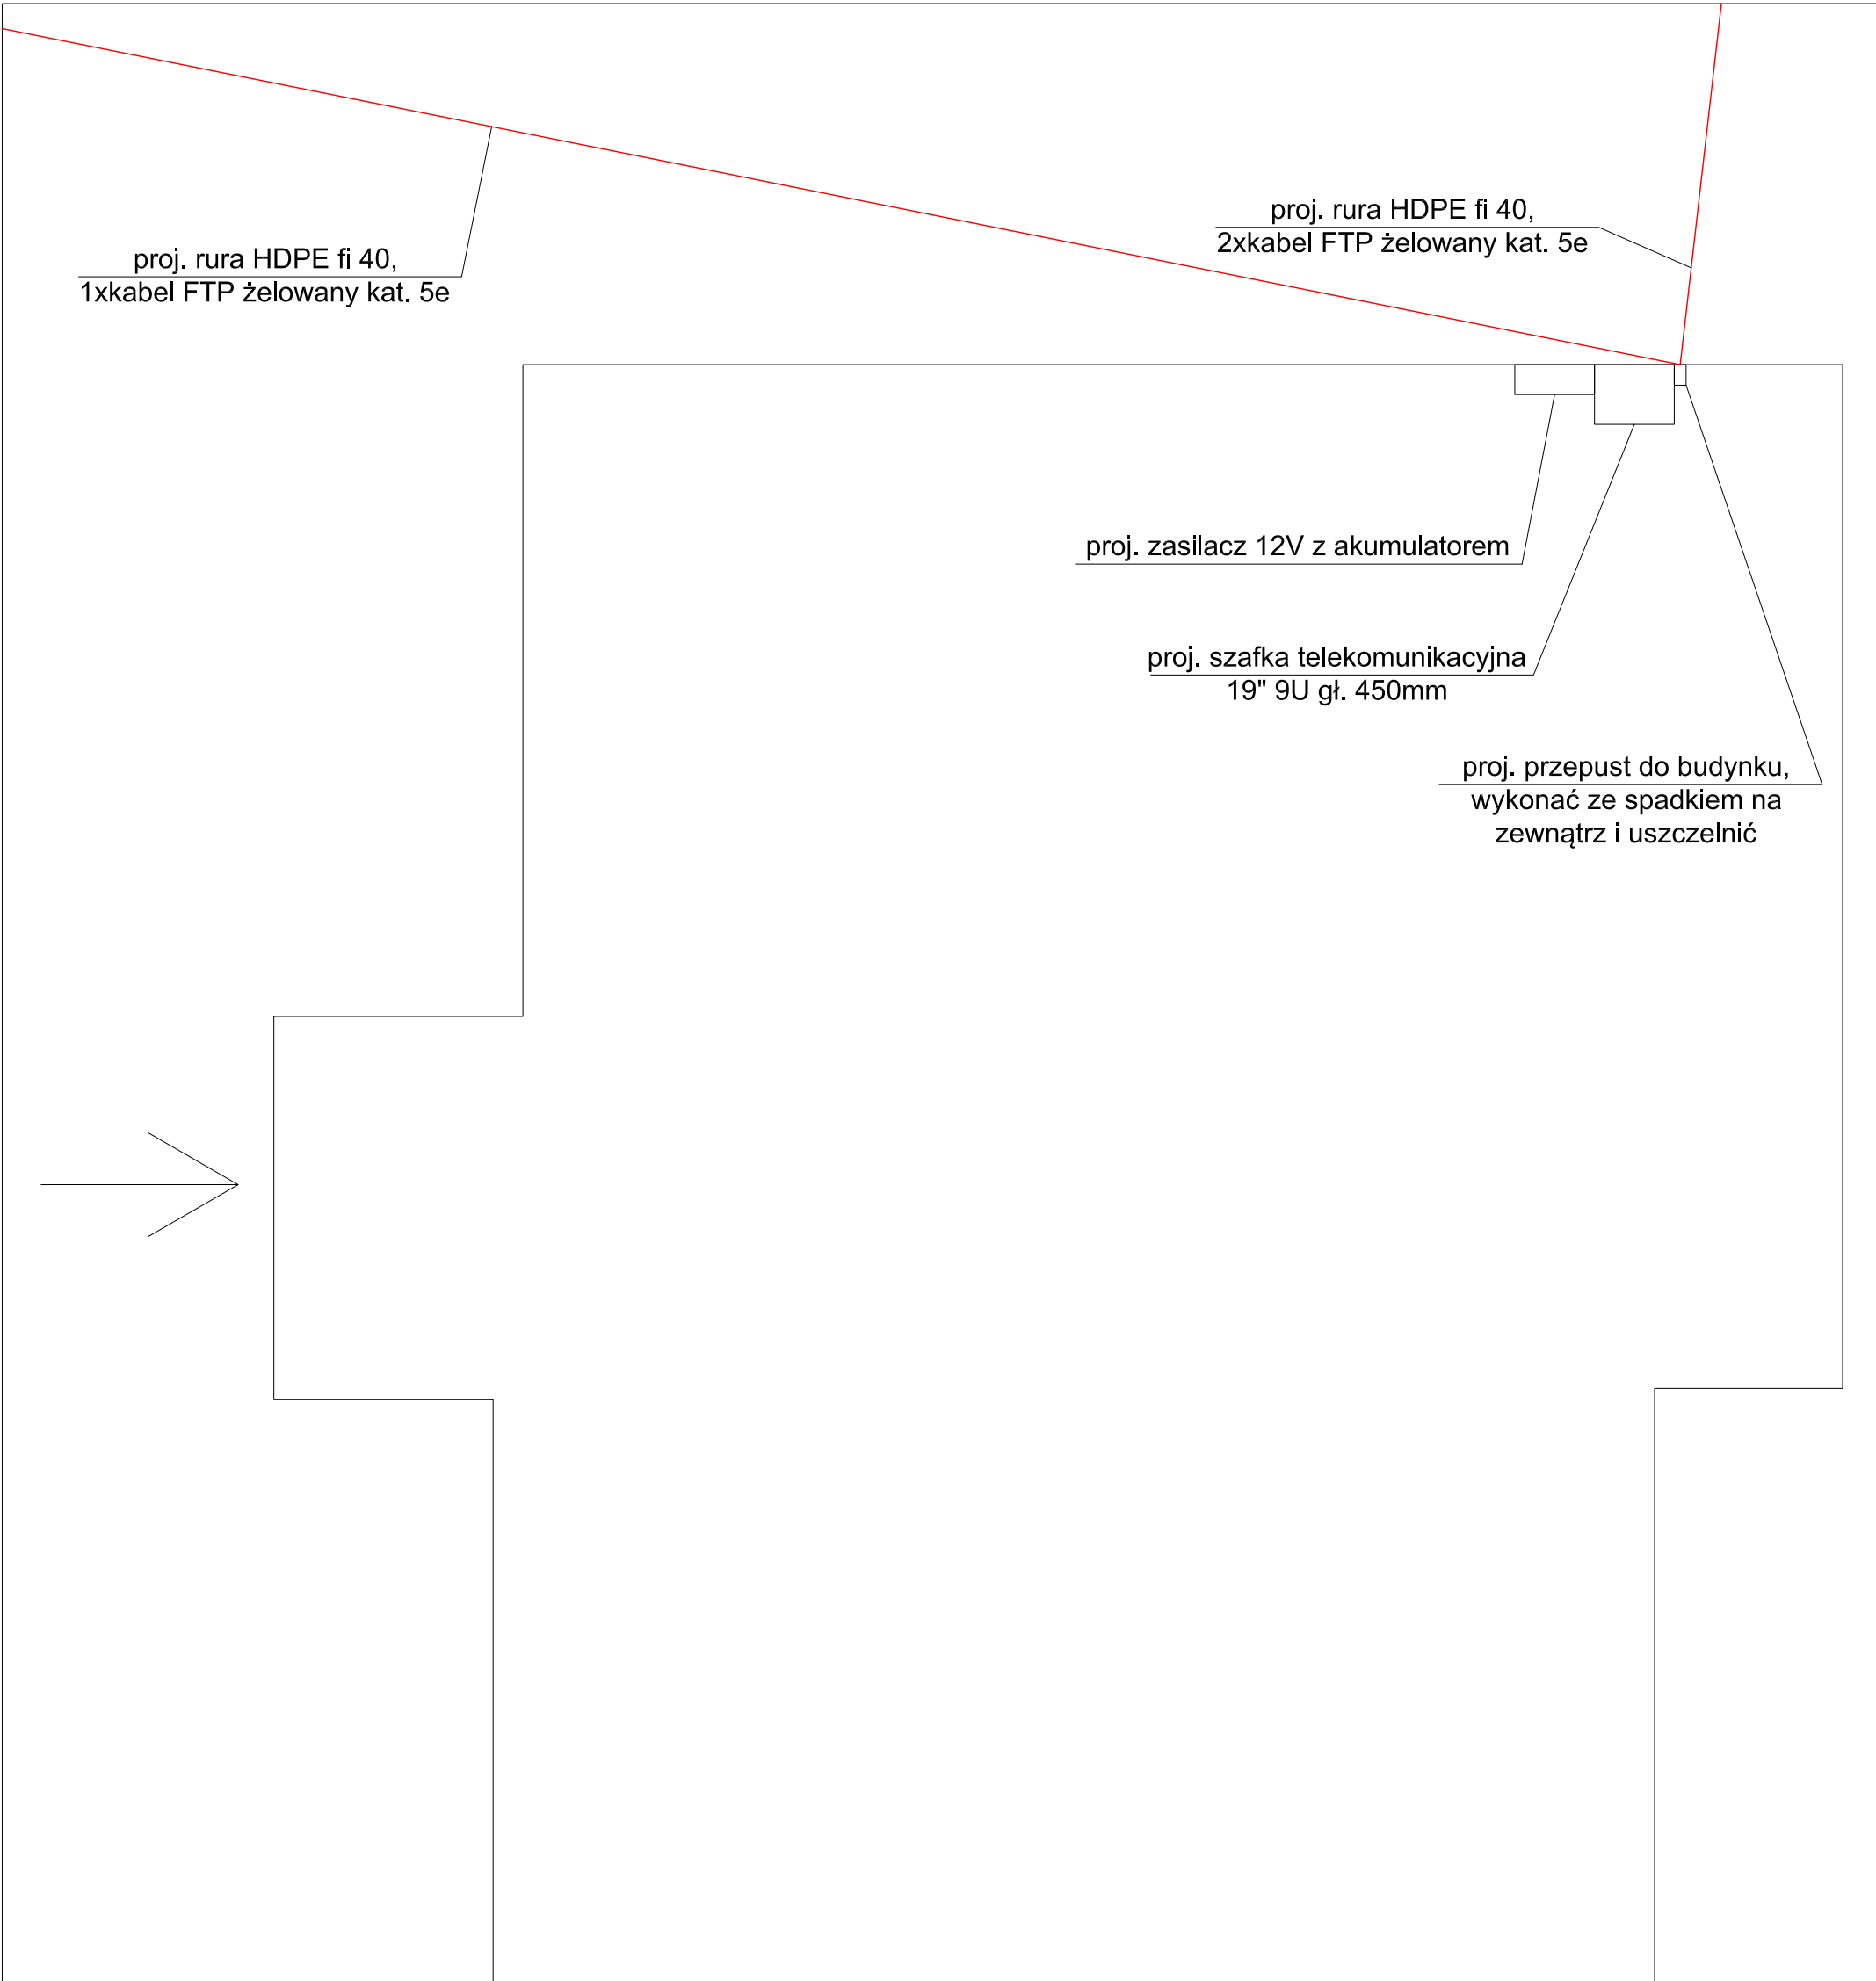 proj. rura HDPE fi 40,
2xkabel FTP żelowany kat. 5e
proj. rura HDPE fi 40,
1xkabel FTP żelowany kat. 5e
proj. zasilacz 12V z akumulatorem
proj. szafka telekomunikacyjna
19" 9U gł. 450mm
proj. przepust do budynku,
wykonać ze spadkiem na
zewnątrz i uszczelnić